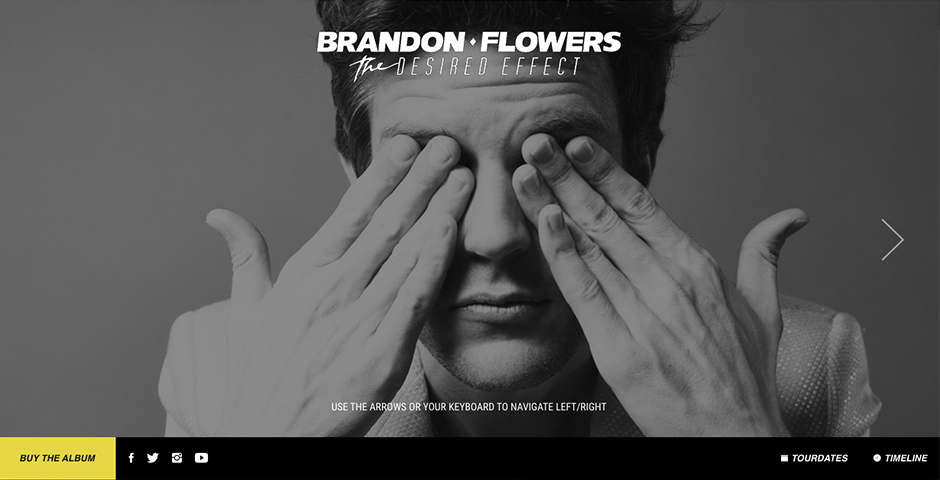 BRANDON ♦ FLOWERS
the DESIRED EFFECT
USE THE ARROWS OR YOUR KEYBOARD TO NAVIGATE LEFT/RIGHT
BUY THE ALBUM
TOURDATES
TIMELINE